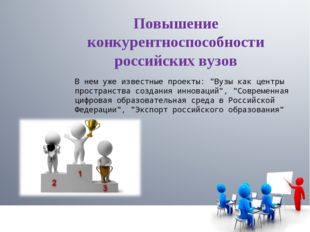 Повышение
конкурентноспособности
российских вузов
В нем уже известные проекты: "Вузы как центры
пространства создания инноваций", "Современная
цифровая образовательная среда в Российской
Федерации", "Экспорт российского образования"
2
1
3